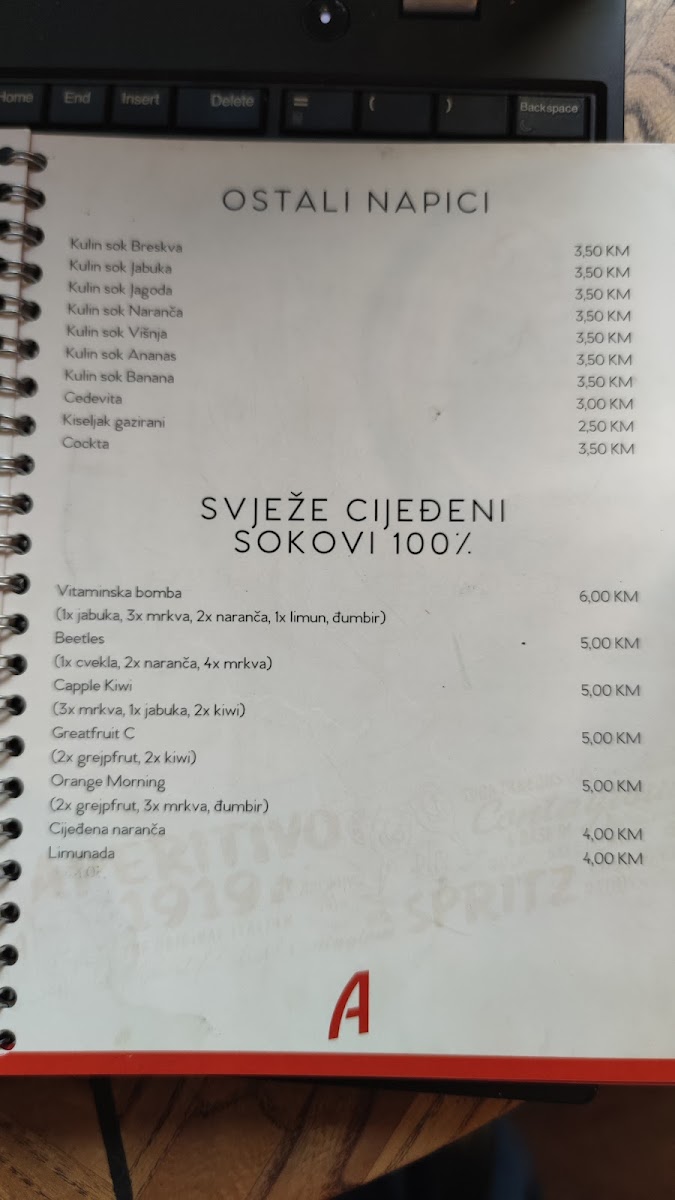 Home End Insert Delete = ( ) Backspace
OSTALI NAPICI
Kulin sok Breskva 3,50 KM
Kulin sok Jabuka 3,50 KM
Kulin sok Jagoda 3,50 KM
Kulin sok Naranča 3,50 KM
Kulin sok Višnja 3,50 KM
Kulin sok Ananas 3,50 KM
Kulin sok Banana 3,50 KM
Cedevita 3,00 KM
Kiseljak gazirani 2,50 KM
Cockta 3,50 KM
SVJEŽE CIJEĐENI
SOKOVI 100%
Vitaminska bomba 6,00 KM
(1x jabuka, 3x mrkva, 2x naranča, 1x limun, đumbir)
Beetles 5,00 KM
(1x cvekla, 2x naranča, 4x mrkva)
Capple Kiwi 5,00 KM
(3x mrkva, 1x jabuka, 2x kiwi)
Greatfruit C 5,00 KM
(2x grejpfrut, 2x kiwi)
Orange Morning 5,00 KM
(2x grejpfrut, 3x mrkva, đumbir)
Cijeđena naranča 4,00 KM
Limunada 4,00 KM
APERITIVO
1919
SPRITZ
A